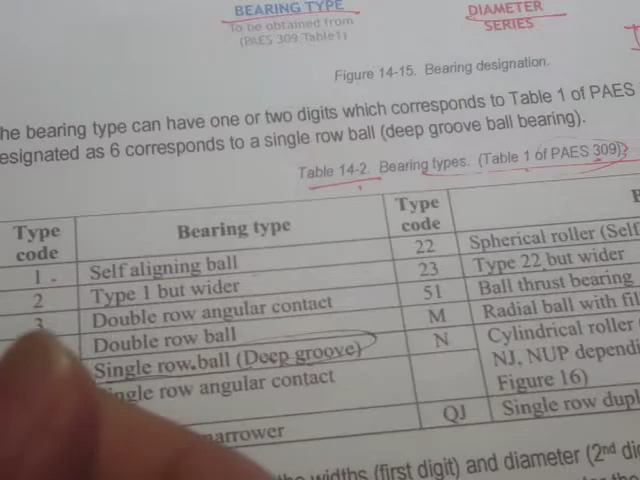 BEARING TYPE
To be obtained from
(PAES 309 Table1)
DIAMETER
SERIES
Figure 14-15. Bearing designation.
he bearing type can have one or two digits which corresponds to Table 1 of PAES
esignated as 6 corresponds to a single row ball (deep groove ball bearing).
Table 14-2. Bearing types. (Table 1 of PAES 309)
Type code Bearing type Type code
1 Self aligning ball 22 Spherical roller (Self
2 Type 1 but wider 23 Type 22 but wider
3 Double row angular contact 51 Ball thrust bearing
Double row ball M Radial ball with fil
Single row ball (Deep groove) N Cylindrical roller
NJ, NUP dependi
Figure 16)
ingle row angular contact
narrower QJ Single row dupl
the widths (first digit) and diameter (2nd di